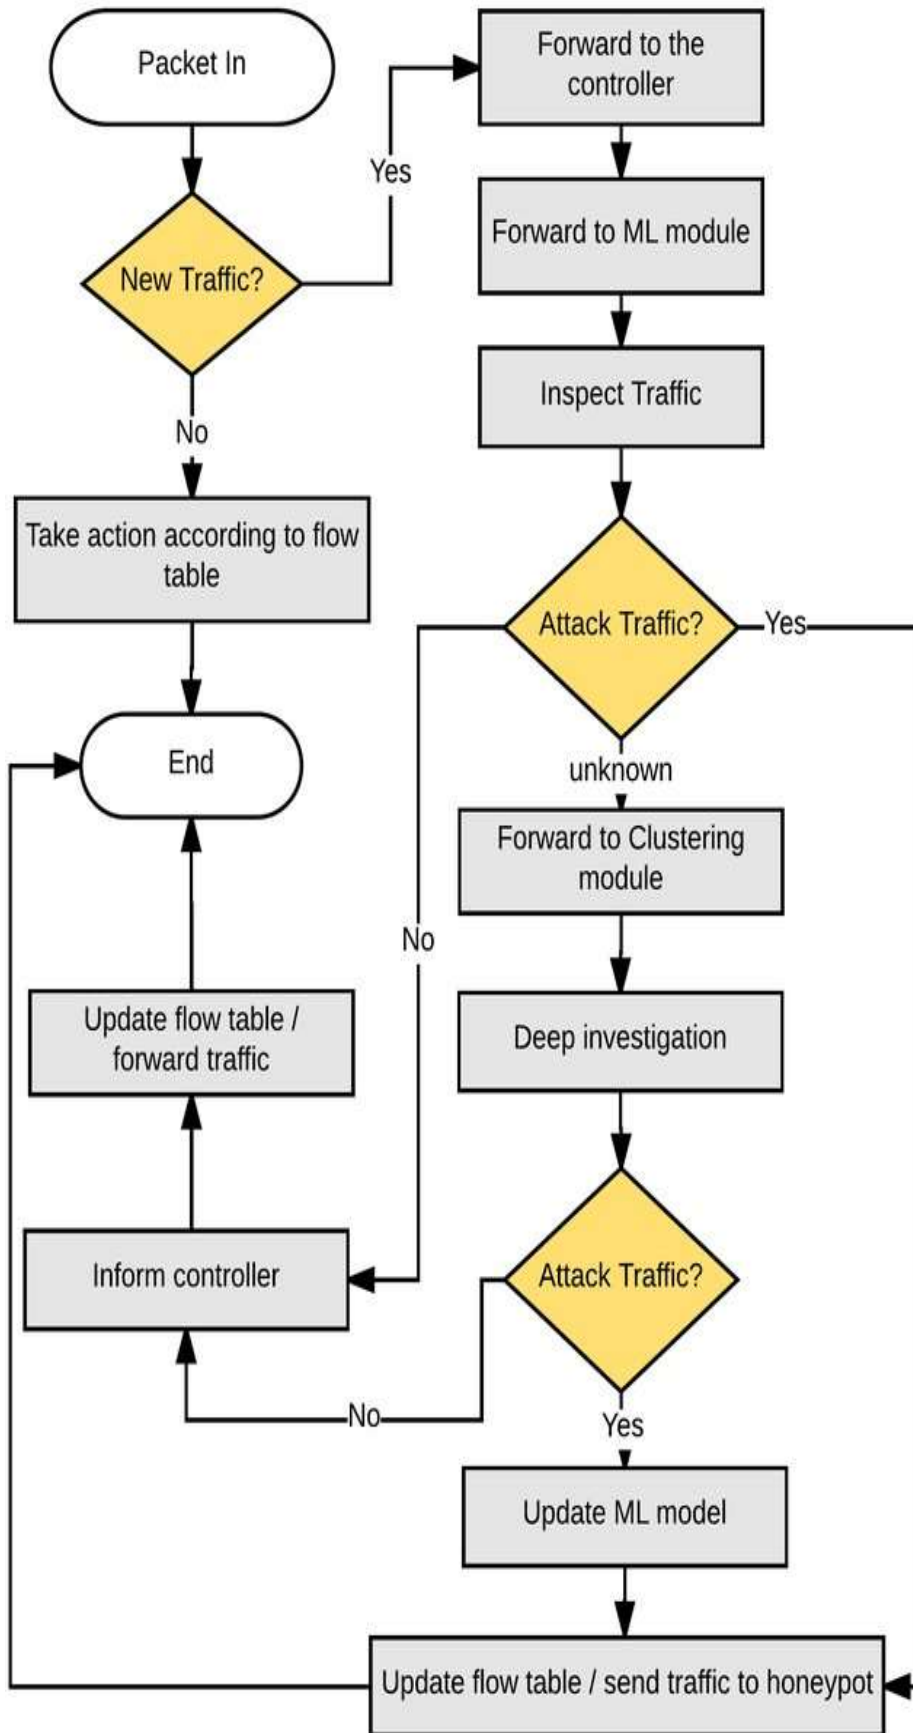 Packet In
Forward to the
controller
Yes
Forward to ML module
New Traffic?
Inspect Traffic
No
Take action according to flow
table
Attack Traffic?
Yes
End
unknown
Forward to Clustering
module
No
Update flow table /
forward traffic
Deep investigation
Inform controller
Attack Traffic?
No
Yes
Update ML model
Update flow table / send traffic to honeypot